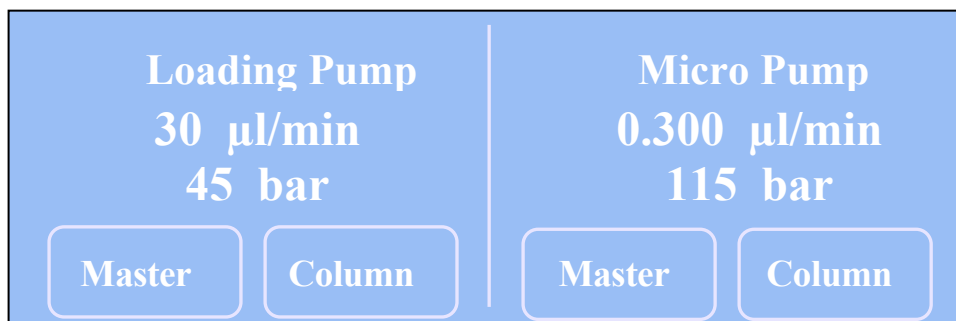 Loading Pump
30 µl/min
45 bar
Master Column
Micro Pump
0.300 µl/min
115 bar
Master Column